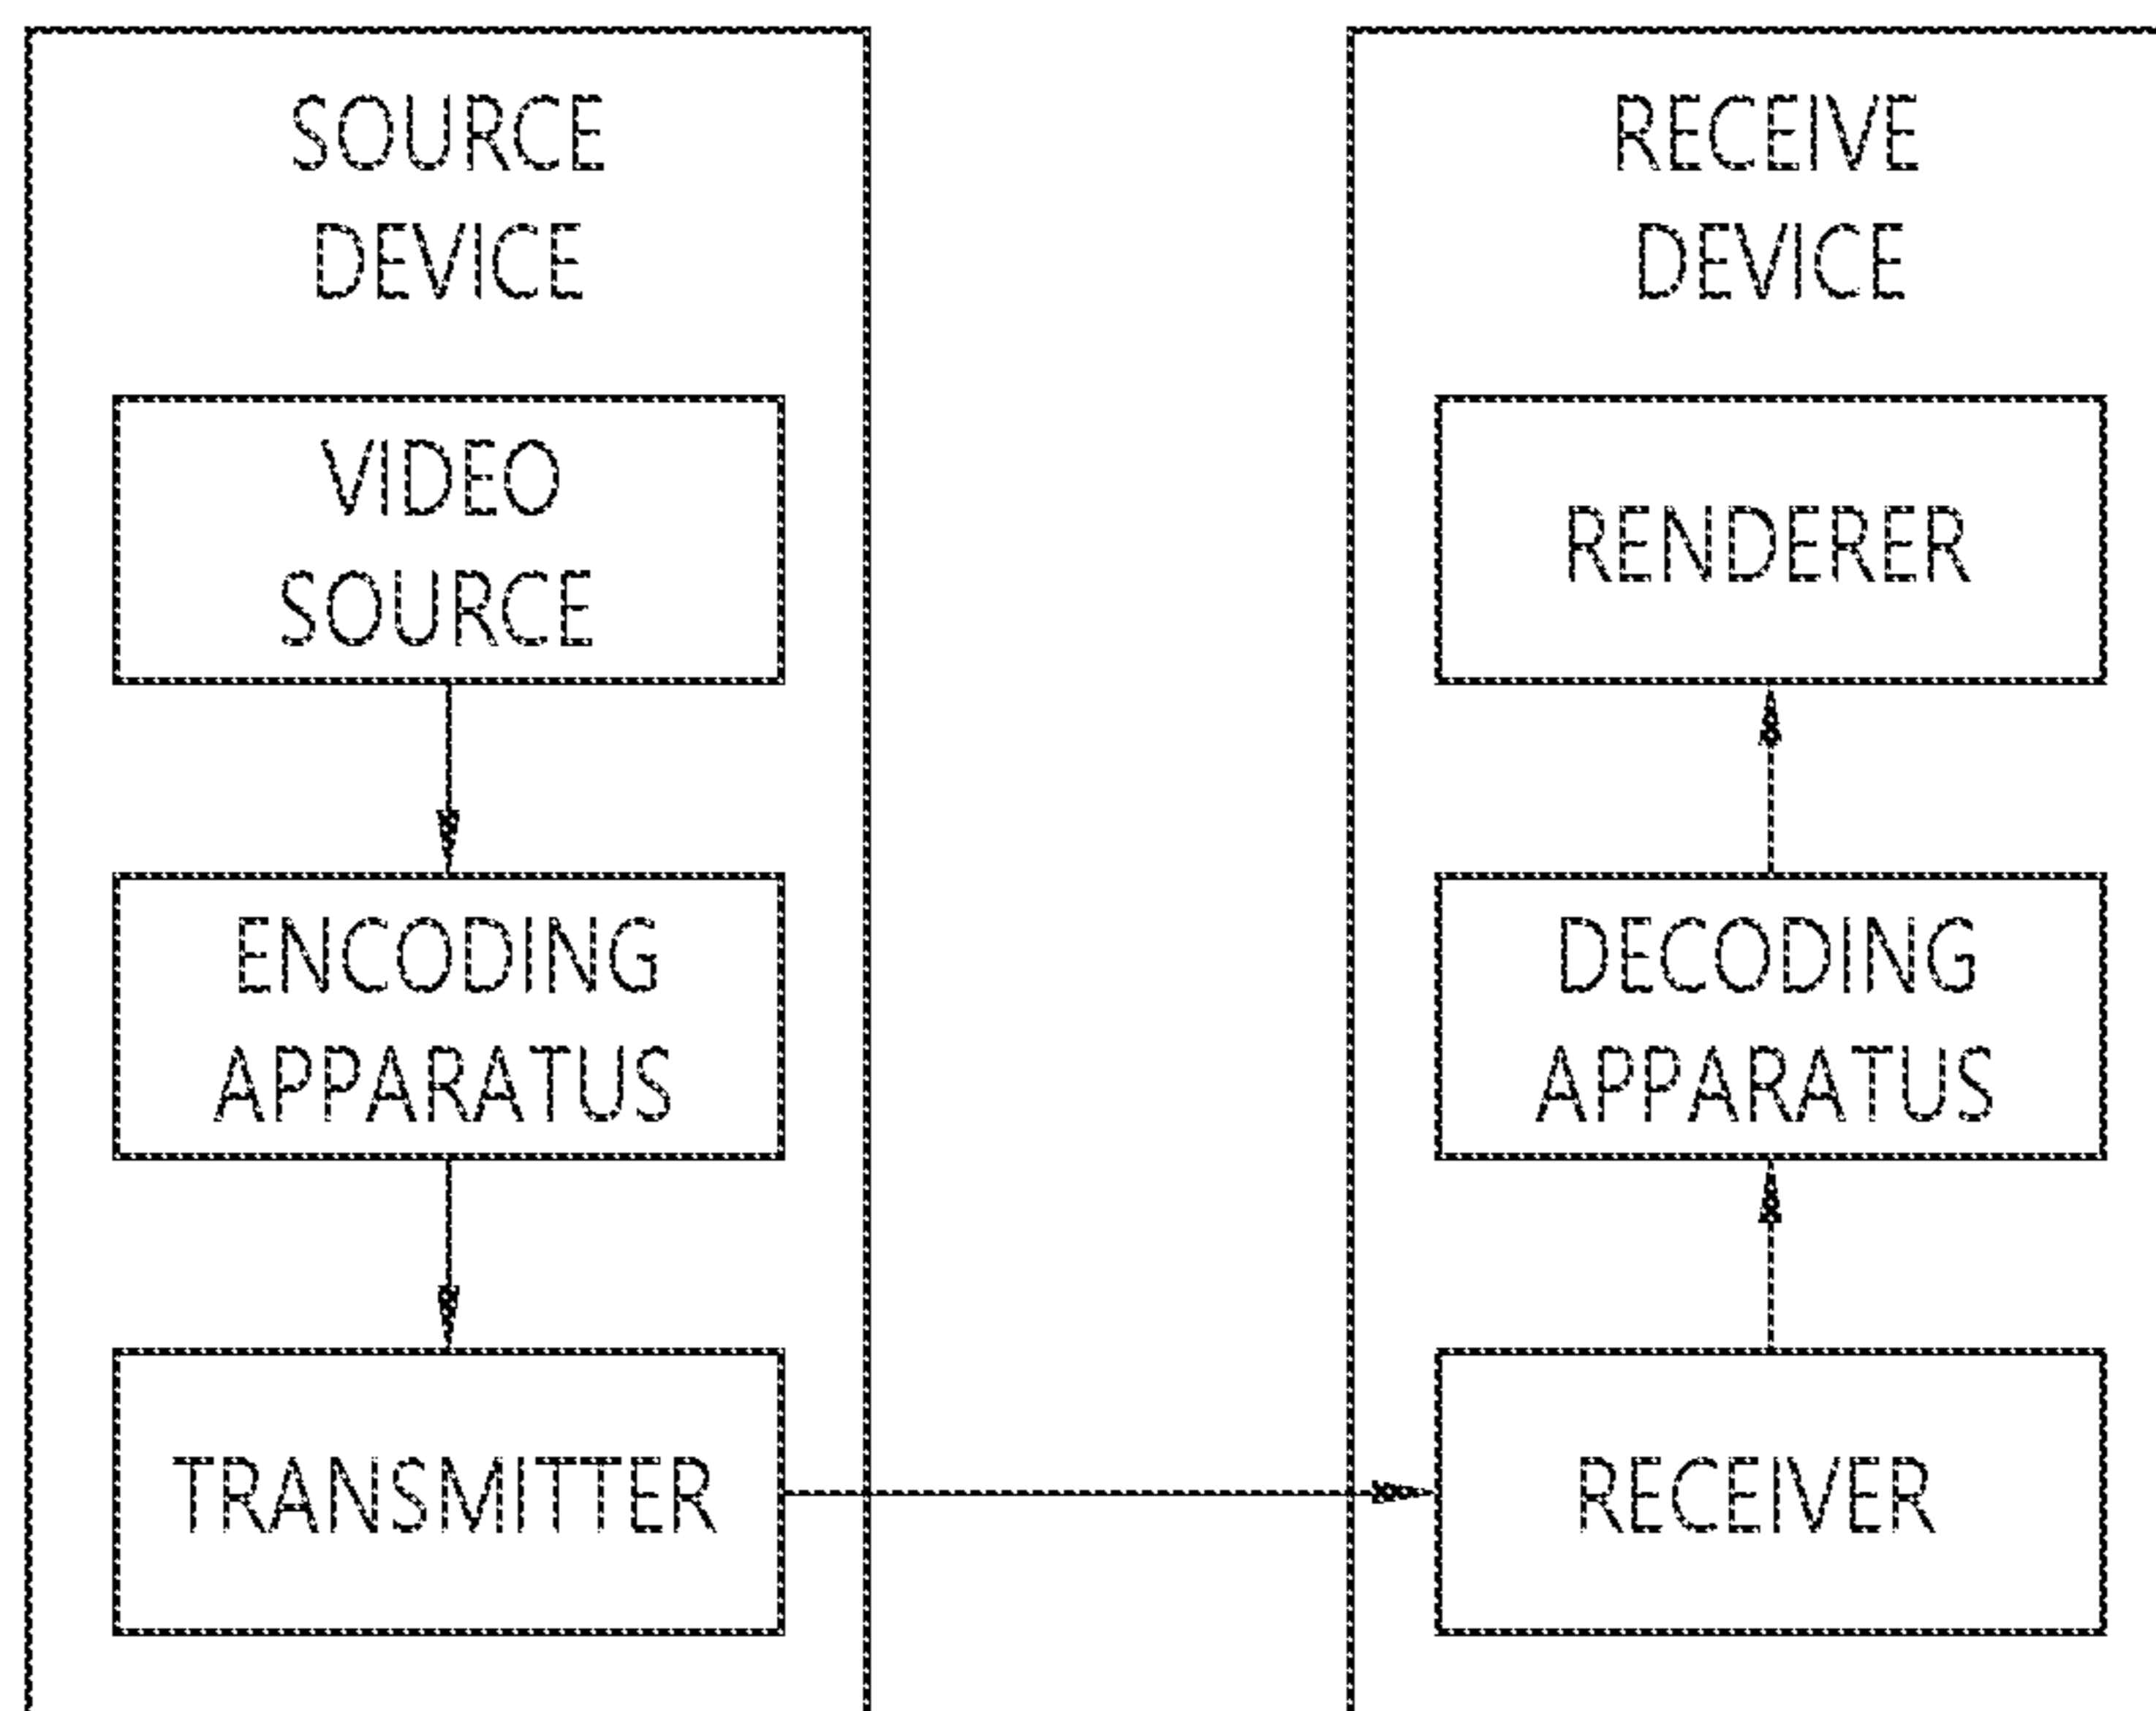 SOURCE
DEVICE
VIDEO
SOURCE
ENCODING
APPARATUS
TRANSMITTER
RECEIVE
DEVICE
RENDERER
DECODING
APPARATUS
RECEIVER